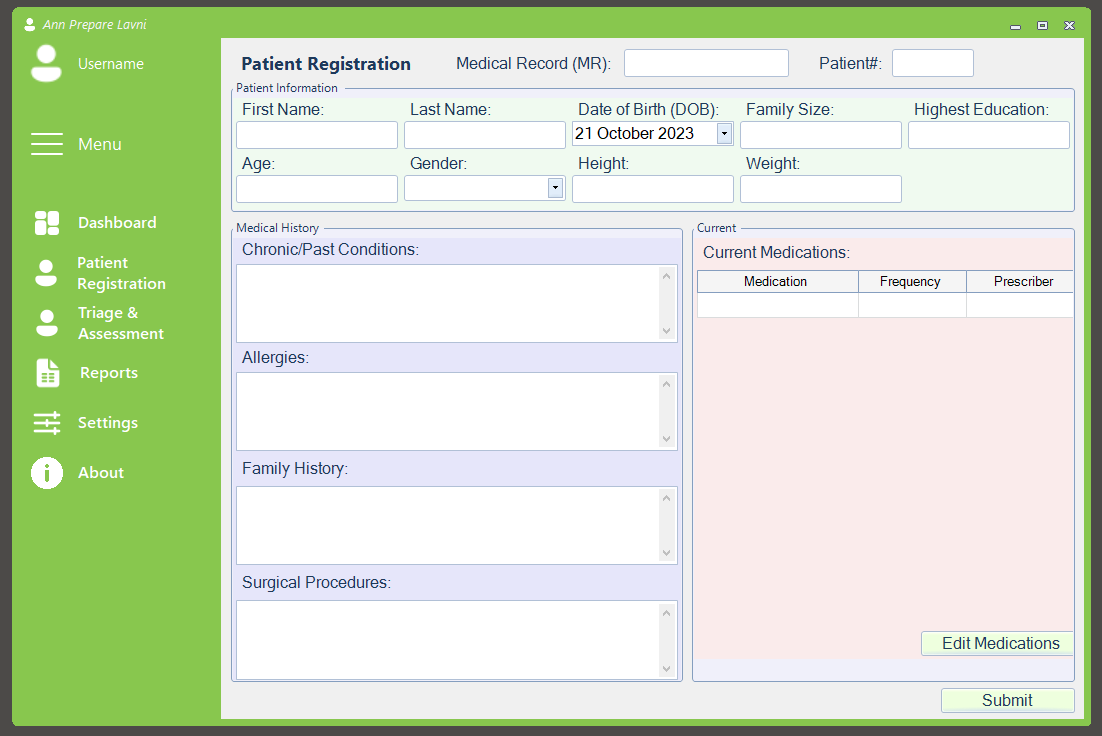 Ann Prepare Lavni
Username
Menu
Dashboard
Patient
Registration
Triage &
Assessment
Reports
Settings
About
Patient Registration
Medical Record (MR):
Patient#:
Patient Information
First Name:
Last Name:
Date of Birth (DOB):
Family Size:
Highest Education:
21 October 2023
Age:
Gender:
Height:
Weight:
Medical History
Chronic/Past Conditions:
Allergies:
Family History:
Surgical Procedures:
Current
Current Medications:
Medication
Frequency
Prescriber
Edit Medications
Submit